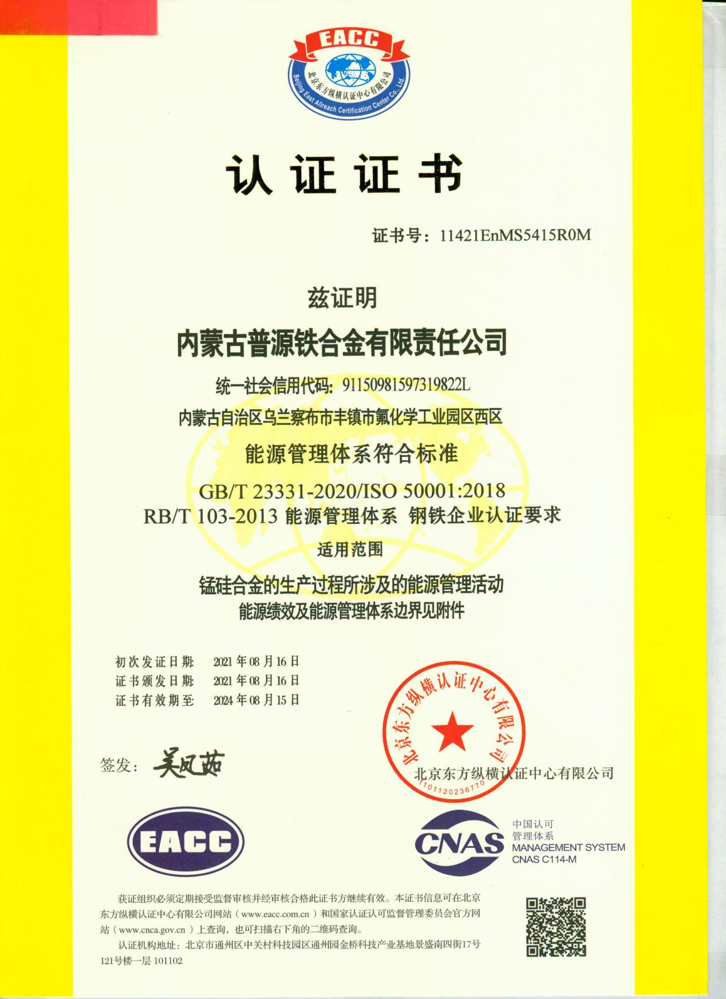 EACC
北京东方纵横认证中心有限公司
Beijing East Allreach Certification Center Co., Ltd.
认证证书
证书号：11421EnMS5415R0M
兹证明
内蒙古普源铁合金有限责任公司
统一社会信用代码：91150981597319822L
内蒙古自治区乌兰察布市丰镇市氟化学工业园区西区
能源管理体系符合标准
GB/T 23331-2020/ISO 50001:2018
RB/T 103-2013 能源管理体系 钢铁企业认证要求
适用范围
锰硅合金的生产过程所涉及的能源管理活动
能源绩效及能源管理体系边界见附件
初次发证日期: 2021 年 08 月 16 日
证书颁发日期: 2021 年 08 月 16 日
证书有效期至: 2024 年 08 月 15 日
北京东方纵横认证中心有限公司
签发：吴凤茹
北京东方纵横认证中心有限公司
1101120236770
EACC
CNAS
中国认可
管理体系
MANAGEMENT SYSTEM
CNAS C114-M
获证组织必须定期接受监督审核并经审核合格此证书方继续有效。本证书信息可在北京
东方纵横认证中心有限公司网站（www.eacc.com.cn）和国家认证认可监督管理委员会官方网
站（www.cnca.gov.cn）上查询，也可扫描右下角的二维码查询。
认证机构地址：北京市通州区中关村科技园区通州园金桥科技产业基地景盛南四街17号
121号楼一层 101102